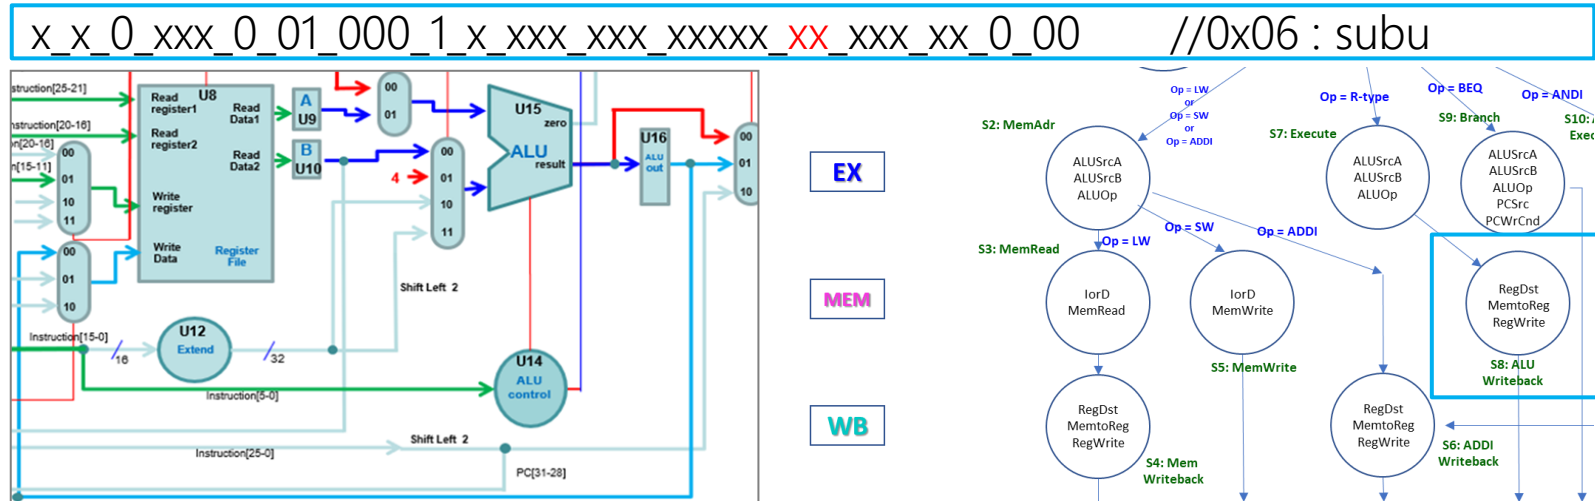 x_x_0_xxx_0_01_000_1_x_xxx_xxx_xxxxx_xx_xxx_xx_0_00 //0x06 : subu
struction[25-21]
nstruction[20-16]
[20-16]
[15-11]
00
01
10
11
00
01
10
Read
register1
U8
Read
register2
Write
register
Write
Data
Read
Data1
Read
Data2
Register
File
A
U9
B
U10
00
01
00
01
10
11
4
U15
zero
ALU
result
U16
ALU
out
00
01
10
Shift Left 2
Instruction[15-0]
16
U12
Extend
32
U14
ALU
control
Instruction[5-0]
Shift Left 2
Instruction[25-0]
PC[31-28]
EX
MEM
WB
Op = LW
or
Op = SW
or
Op = ADDI
S2: MemAdr
ALUSrcA
ALUSrcB
ALUOp
Op = R-type
S7: Execute
ALUSrcA
ALUSrcB
ALUOp
Op = BEQ
S9: Branch
ALUSrcA
ALUSrcB
ALUOp
PCSrc
PCWrCnd
Op = ANDI
S10:
Exec
Op = LW
Op = SW
Op = ADDI
S3: MemRead
IorD
MemRead
IorD
MemWrite
S5: MemWrite
RegDst
MemtoReg
RegWrite
S8: ALU
Writeback
RegDst
MemtoReg
RegWrite
S4: Mem
Writeback
RegDst
MemtoReg
RegWrite
S6: ADDI
Writeback